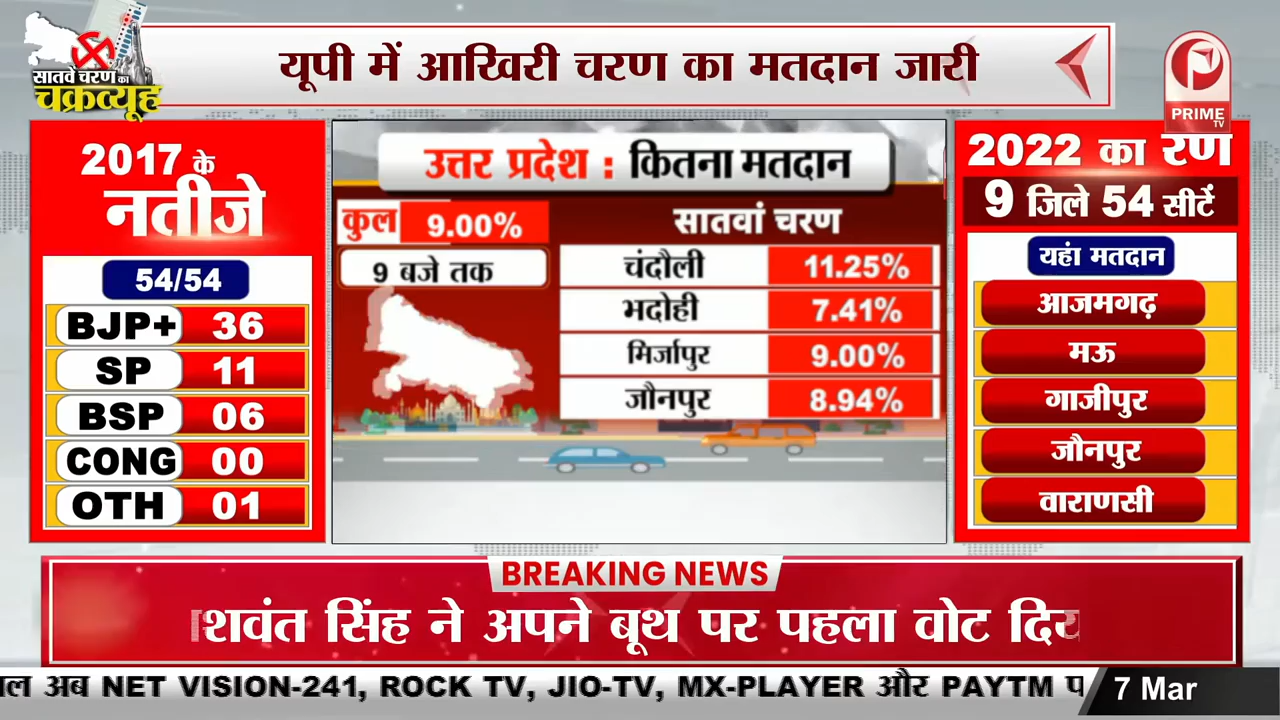 यूपी में आखिरी चरण का मतदान जारी
सातवें चरण का
चक्रव्यूह
PRIME
TV
2017 के
नतीजे
54/54
BJP+ 36
SP 11
BSP 06
CONG 00
OTH 01
उत्तर प्रदेश : कितना मतदान
कुल 9.00%
9 बजे तक
सातवां चरण
चंदौली 11.25%
भदोही 7.41%
मिर्जापुर 9.00%
जौनपुर 8.94%
2022 का रण
9 जिले 54 सीटें
यहां मतदान
आजमगढ़
मऊ
गाजीपुर
जौनपुर
वाराणसी
BREAKING NEWS
शवंत सिंह ने अपने बूथ पर पहला वोट
अब NET VISION-241, ROCK TV, JIO-TV, MX-PLAYER और PAYTM
7 Mar